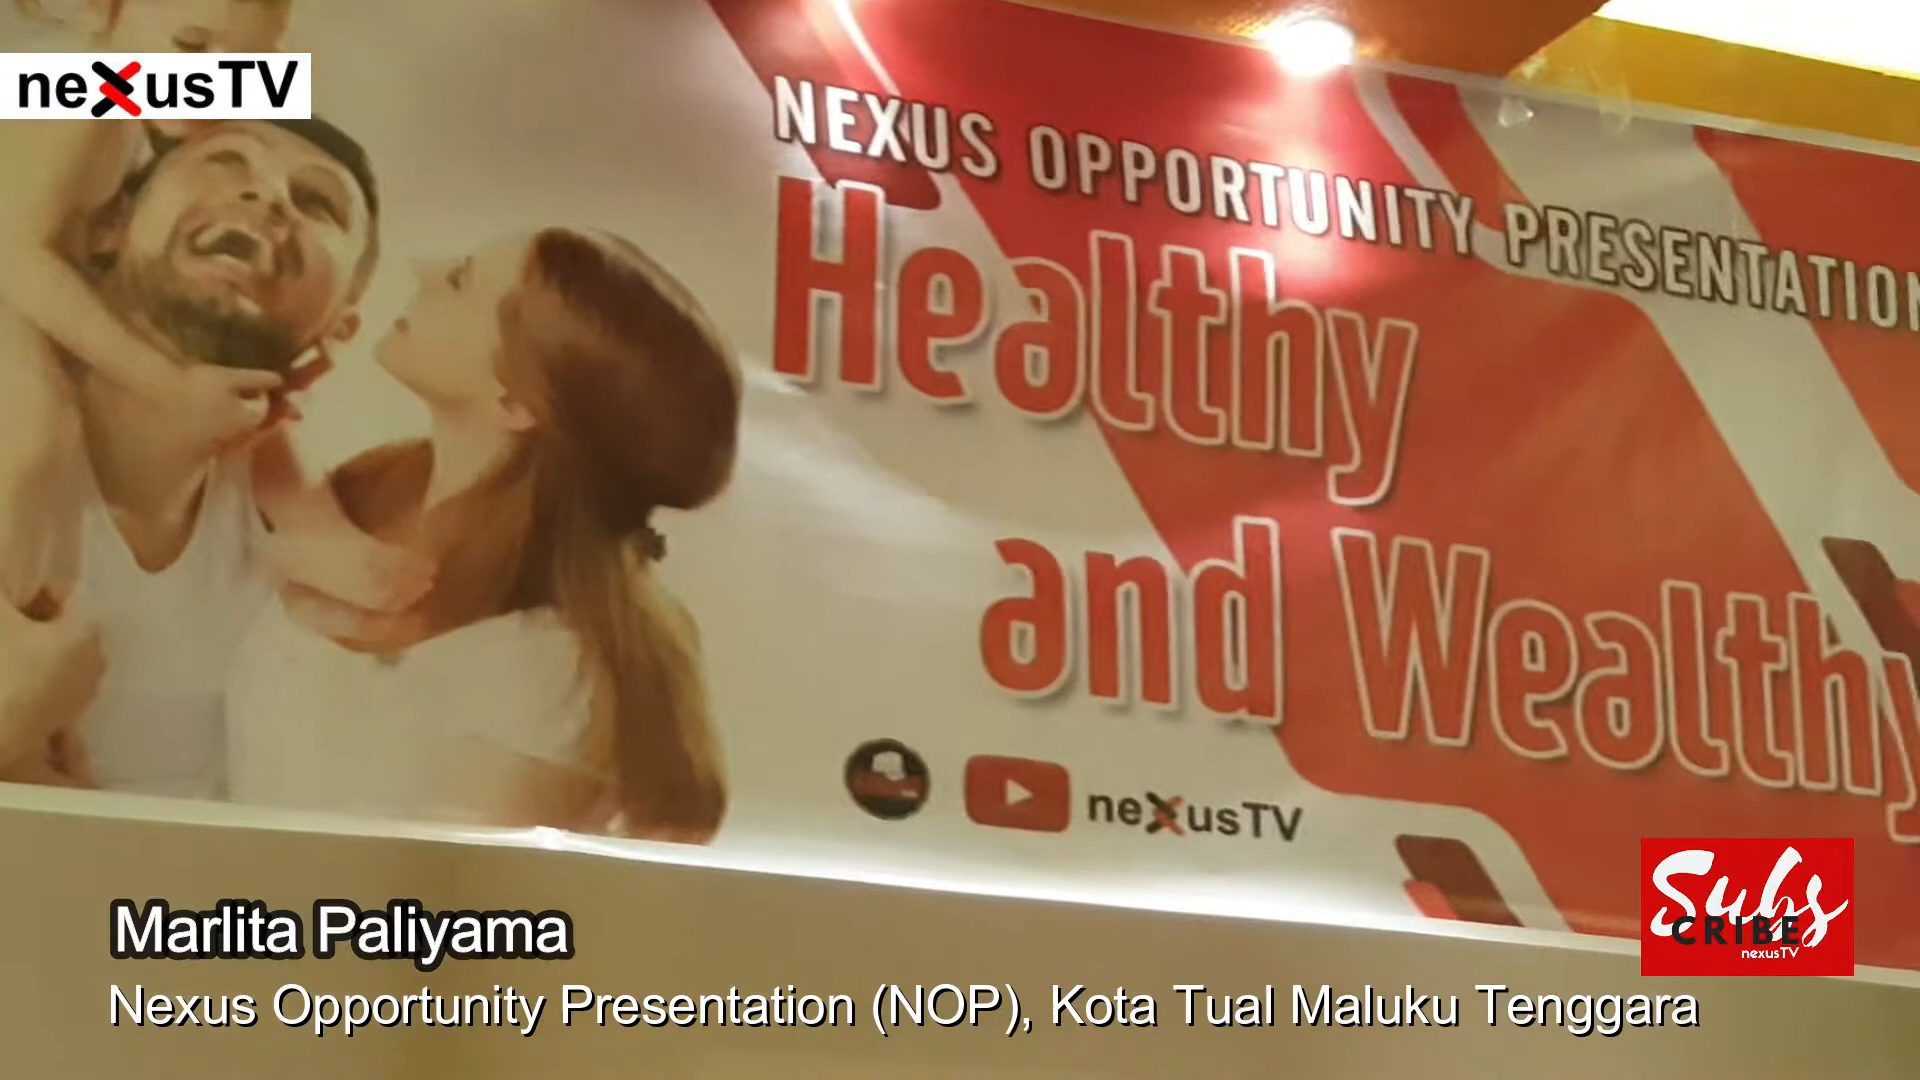 neXusTV
NEXUS OPPORTUNITY PRESENTATION
Healthy
and Wealthy
neXusTV
Subs
CRIBE
nexusTV
Marlita Paliyama
Nexus Opportunity Presentation (NOP), Kota Tual Maluku Tenggara